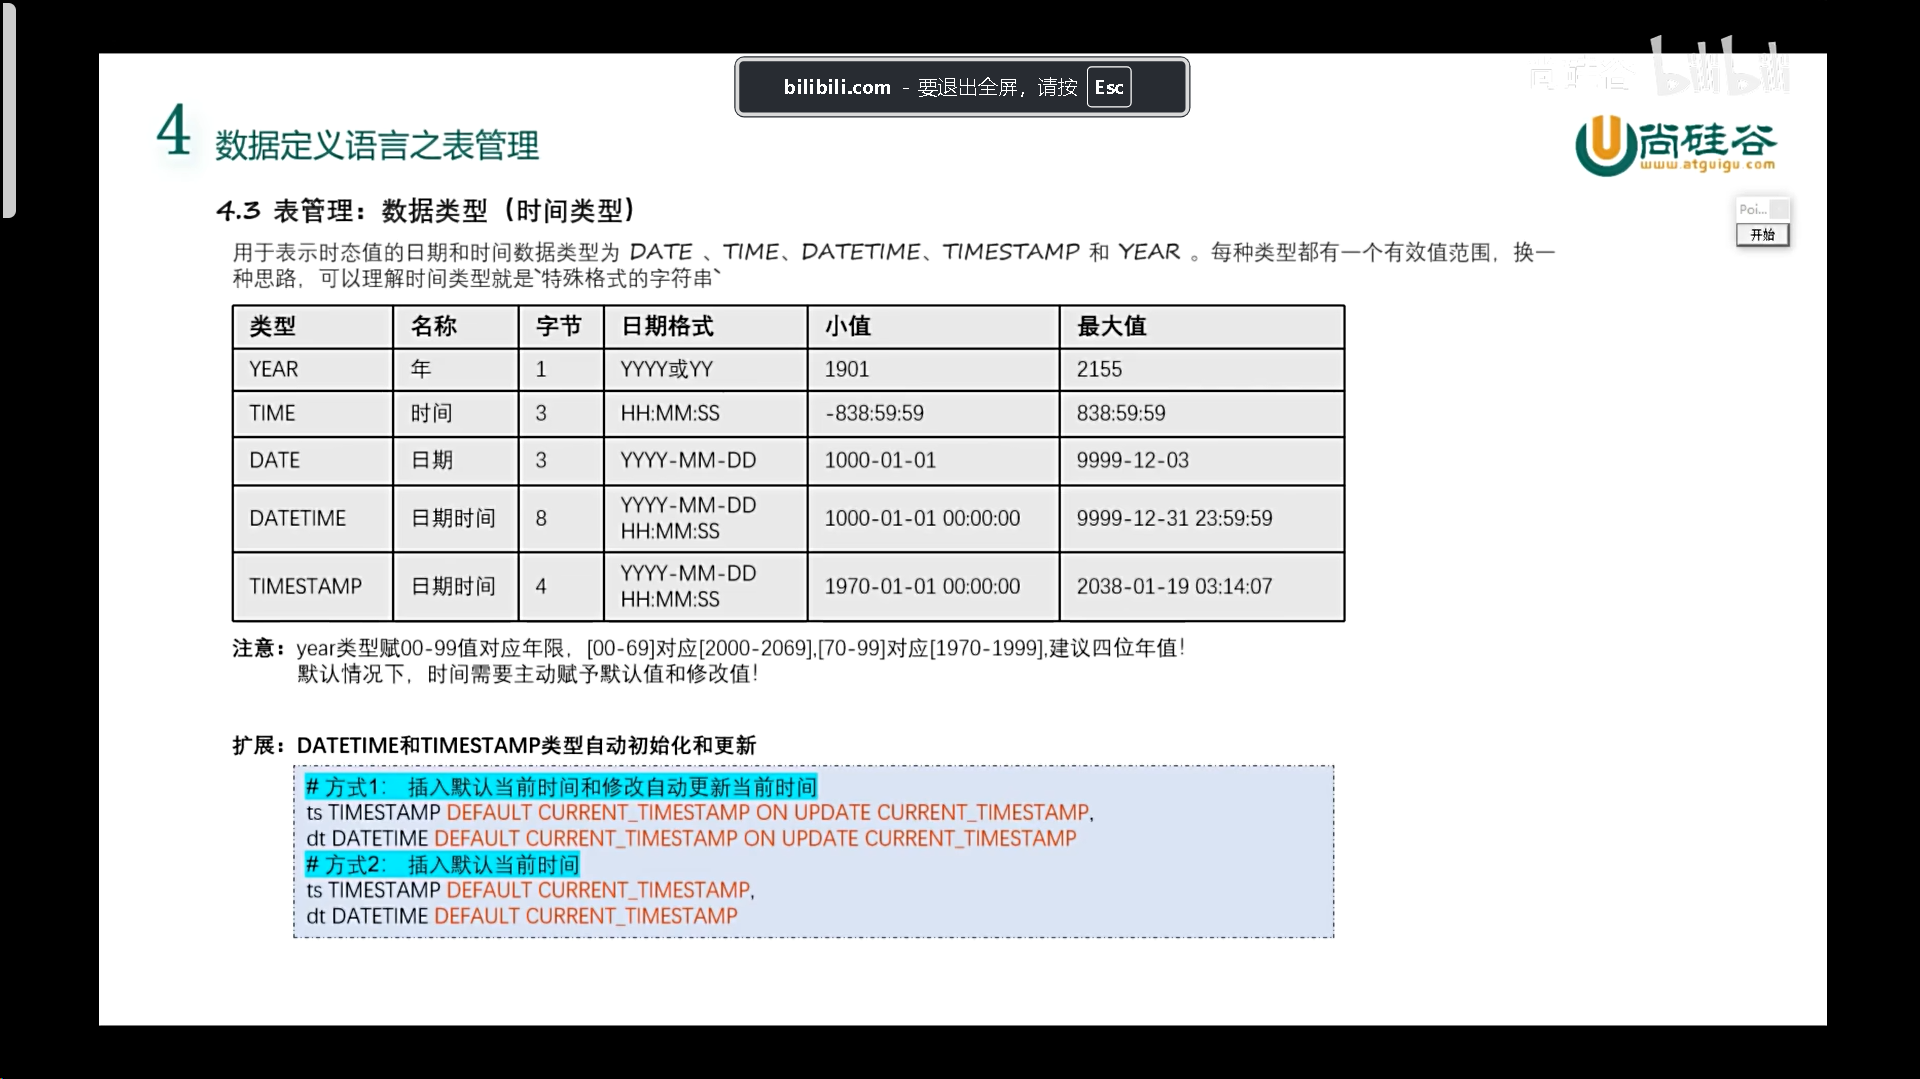 bilibili.com - 要退出全屏，请按 Esc
尚硅谷 bilibili
4 数据定义语言之表管理
尚硅谷
www.atguigu.com
Poi...
开始
4.3 表管理：数据类型（时间类型）
用于表示时态值的日期和时间数据类型为 DATE 、TIME、DATETIME、TIMESTAMP 和 YEAR 。每种类型都有一个有效值范围，换一
种思路，可以理解时间类型就是`特殊格式的字符串`
类型 名称 字节 日期格式 小值 最大值
YEAR 年 1 YYYY或YY 1901 2155
TIME 时间 3 HH:MM:SS -838:59:59 838:59:59
DATE 日期 3 YYYY-MM-DD 1000-01-01 9999-12-03
DATETIME 日期时间 8 YYYY-MM-DD HH:MM:SS 1000-01-01 00:00:00 9999-12-31 23:59:59
TIMESTAMP 日期时间 4 YYYY-MM-DD HH:MM:SS 1970-01-01 00:00:00 2038-01-19 03:14:07
注意：year类型赋00-99值对应年限，[00-69]对应[2000-2069],[70-99]对应[1970-1999],建议四位年值！
默认情况下，时间需要主动赋予默认值和修改值！
扩展：DATETIME和TIMESTAMP类型自动初始化和更新
# 方式1： 插入默认当前时间和修改自动更新当前时间
ts TIMESTAMP DEFAULT CURRENT_TIMESTAMP ON UPDATE CURRENT_TIMESTAMP,
dt DATETIME DEFAULT CURRENT_TIMESTAMP ON UPDATE CURRENT_TIMESTAMP
# 方式2： 插入默认当前时间
ts TIMESTAMP DEFAULT CURRENT_TIMESTAMP,
dt DATETIME DEFAULT CURRENT_TIMESTAMP